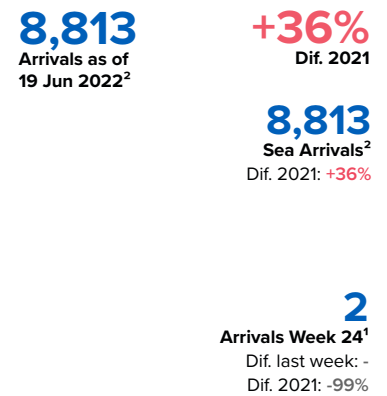 8,813
Arrivals as of
19 Jun 2022²
+36%
Dif. 2021
8,813
Sea Arrivals²
Dif. 2021: +36%
2
Arrivals Week 24¹
Dif. last week: -
Dif. 2021: -99%